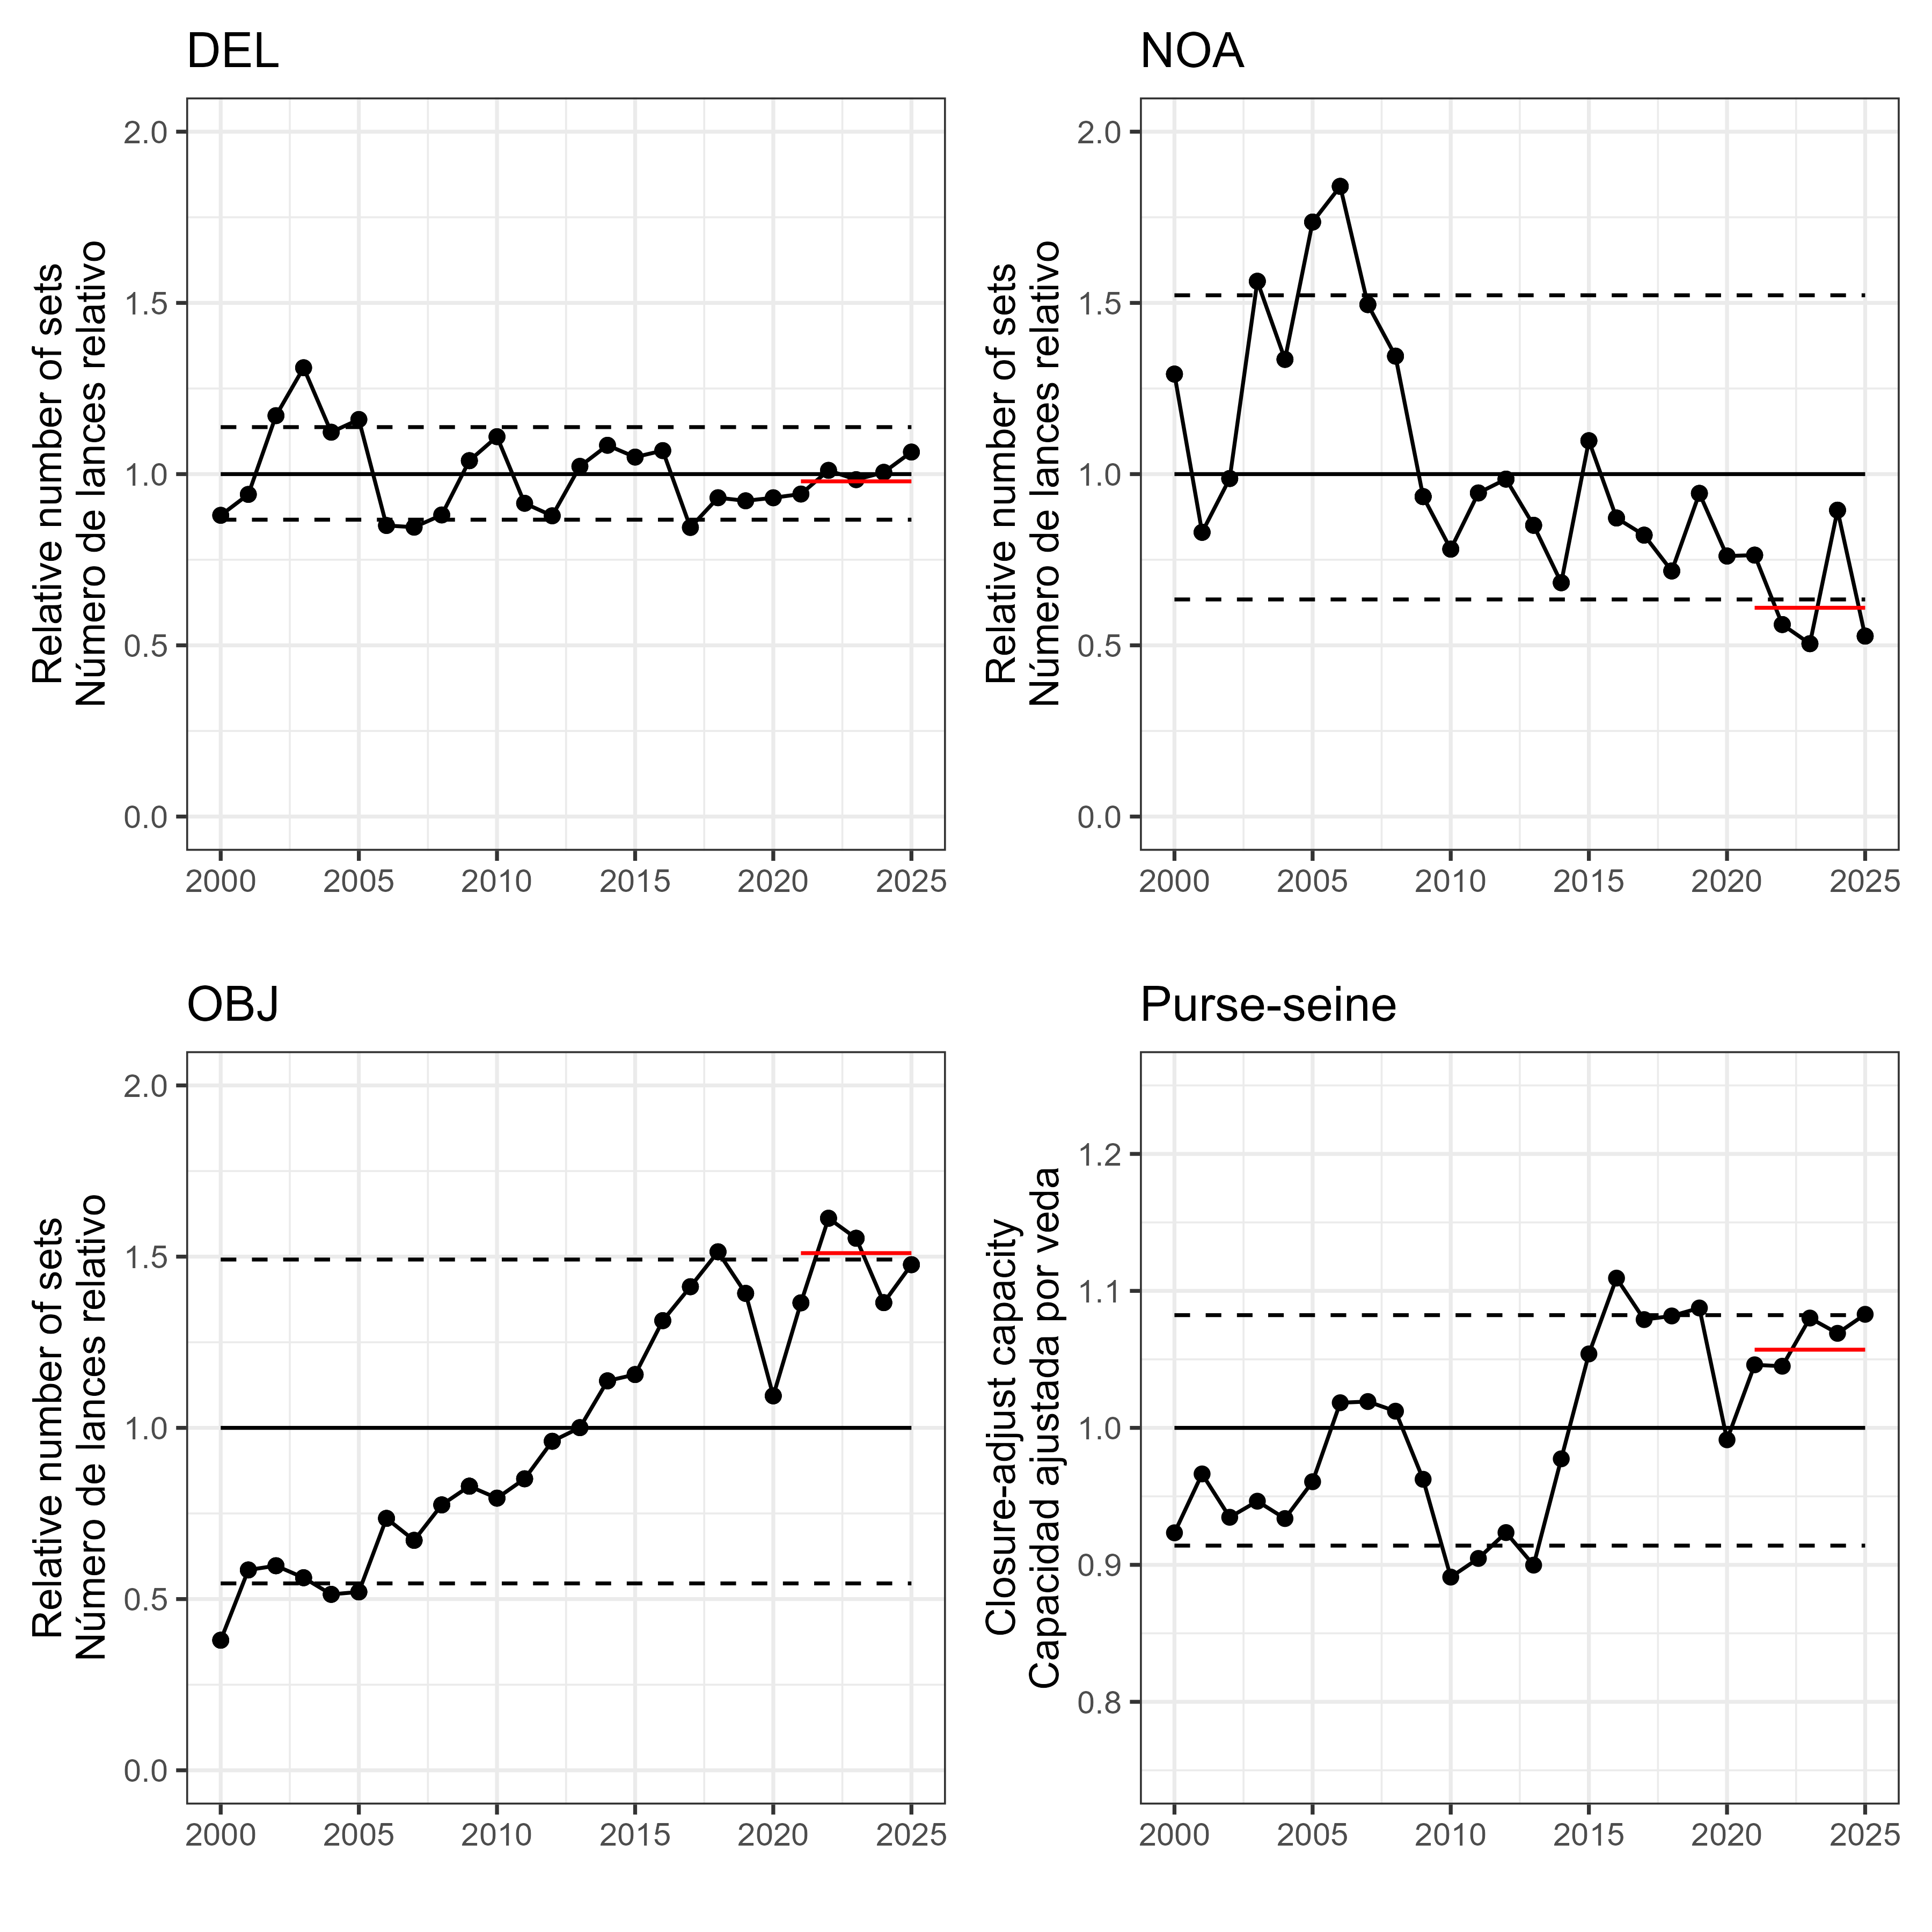 DEL
Relative number of sets
Número de lances relativo
2.0
1.5
1.0
0.5
0.0
2000 2005 2010 2015 2020 2025
NOA
Relative number of sets
Número de lances relativo
2.0
1.5
1.0
0.5
0.0
2000 2005 2010 2015 2020 2025
OBJ
Relative number of sets
Número de lances relativo
2.0
1.5
1.0
0.5
0.0
2000 2005 2010 2015 2020 2025
Purse-seine
Closure-adjust capacity
Capacidad ajustada por veda
1.2
1.1
1.0
0.9
0.8
2000 2005 2010 2015 2020 2025